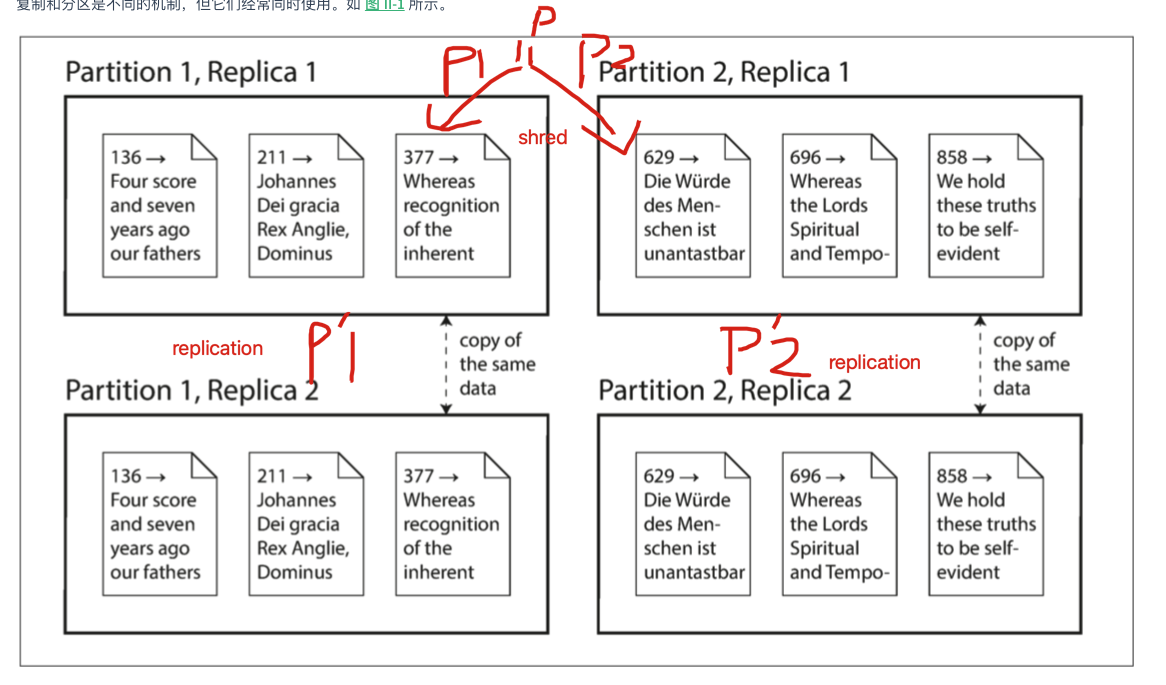 复制和分区是不同的机制，但它们经常同时使用。如 图 II-1 所示。
P
P1
P2
Partition 1, Replica 1
Partition 2, Replica 1
shred
136 →
Four score
and seven
years ago
our fathers
211 →
Johannes
Dei gracia
Rex Anglie,
Dominus
377 →
Whereas
recognition
of the
inherent
629 →
Die Würde
des Men-
schen ist
unantastbar
696 →
Whereas
the Lords
Spiritual
and Tempo-
858 →
We hold
these truths
to be self-
evident
replication
P'1
copy of
the same
data
P'2
replication
copy of
the same
data
Partition 1, Replica 2
Partition 2, Replica 2
136 →
Four score
and seven
years ago
our fathers
211 →
Johannes
Dei gracia
Rex Anglie,
Dominus
377 →
Whereas
recognition
of the
inherent
629 →
Die Würde
des Men-
schen ist
unantastbar
696 →
Whereas
the Lords
Spiritual
and Tempo-
858 →
We hold
these truths
to be self-
evident